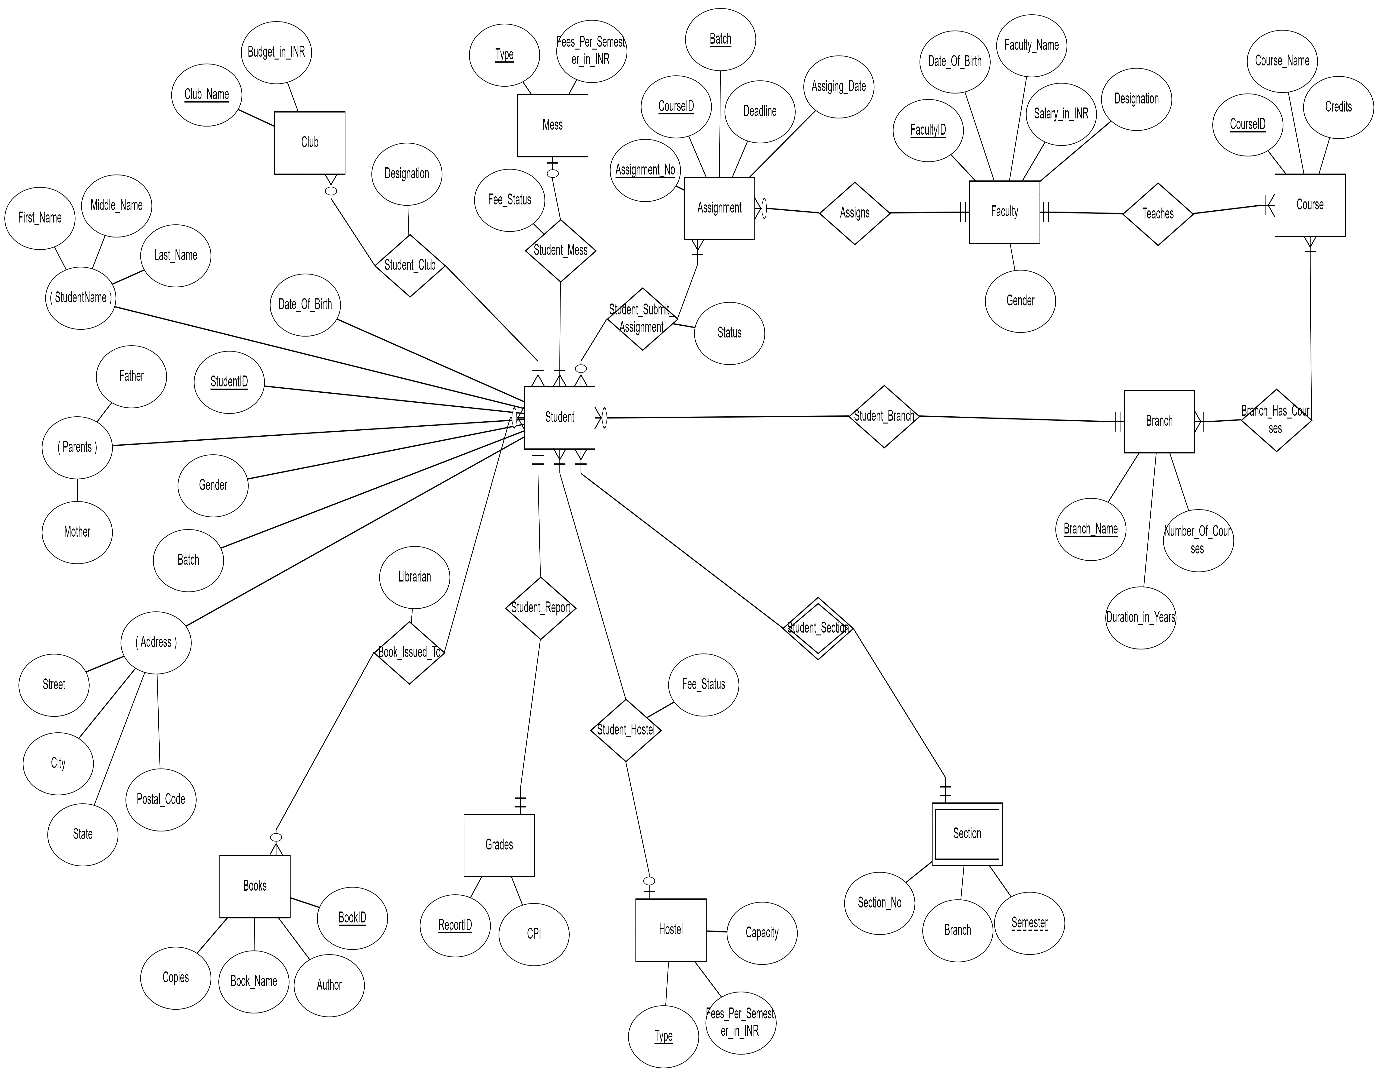 Budget_in_INR
Club_Name
Club
Designation
Student_Club
Type
Fees_Per_Semest
er_in_INR
Mess
Fee_Status
Student_Mess
Batch
CourseID
Deadline
Assiging_Date
Assignment_No
Assignment
Assigns
Date_Of_Birth
Faculty_Name
FacultyID
Salary_in_INR
Designation
Faculty
Gender
Teaches
Course_Name
CourseID
Credits
Course
First_Name
Middle_Name
Last_Name
( StudentName )
Date_Of_Birth
Student_Submit_
Assignment
Status
Father
StudentID
( Parents )
Mother
Gender
Batch
Student
Student_Branch
Branch
Branch_Has_Cour
ses
Branch_Name
Number_Of_Cour
ses
Duration_in_Years
( Address )
Street
City
State
Postal_Code
Librarian
Book_Issued_To
Student_Report
Student_Section
Student_Hostel
Fee_Status
Books
BookID
Copies
Book_Name
Author
Grades
ReportID
CPI
Hostel
Capacity
Type
Fees_Per_Semest
er_in_INR
Section
Section_No
Branch
Semester